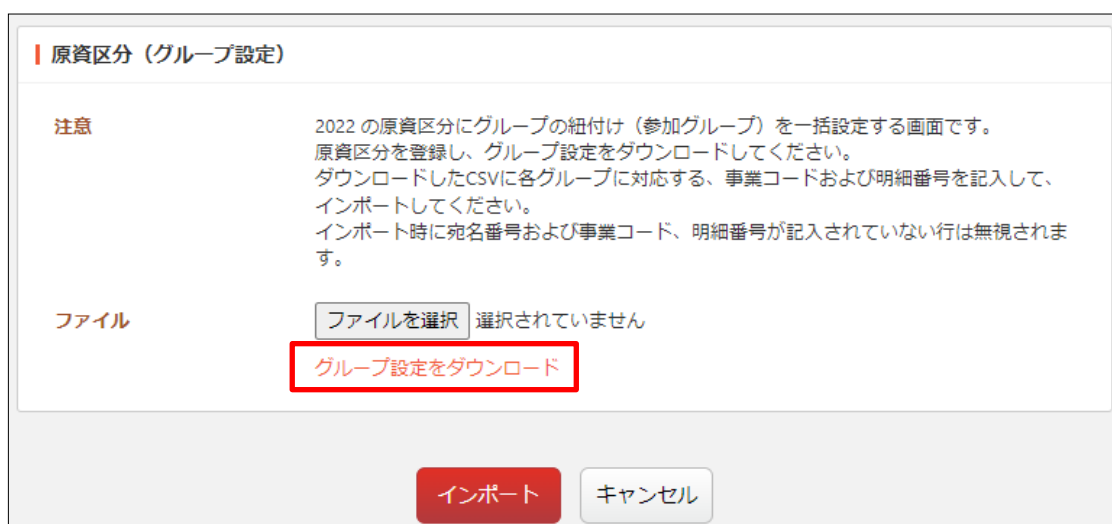 原資区分（グループ設定）
注意
2022 の原資区分にグループの紐付け（参加グループ）を一括設定する画面です。
原資区分を登録し、グループ設定をダウンロードしてください。
ダウンロードしたCSVに各グループに対応する、事業コードおよび明細番号を記入して、
インポートしてください。
インポート時に宛名番号および事業コード、明細番号が記入されていない行は無視されま
す。
ファイル
ファイルを選択 選択されていません
グループ設定をダウンロード
インポート キャンセル